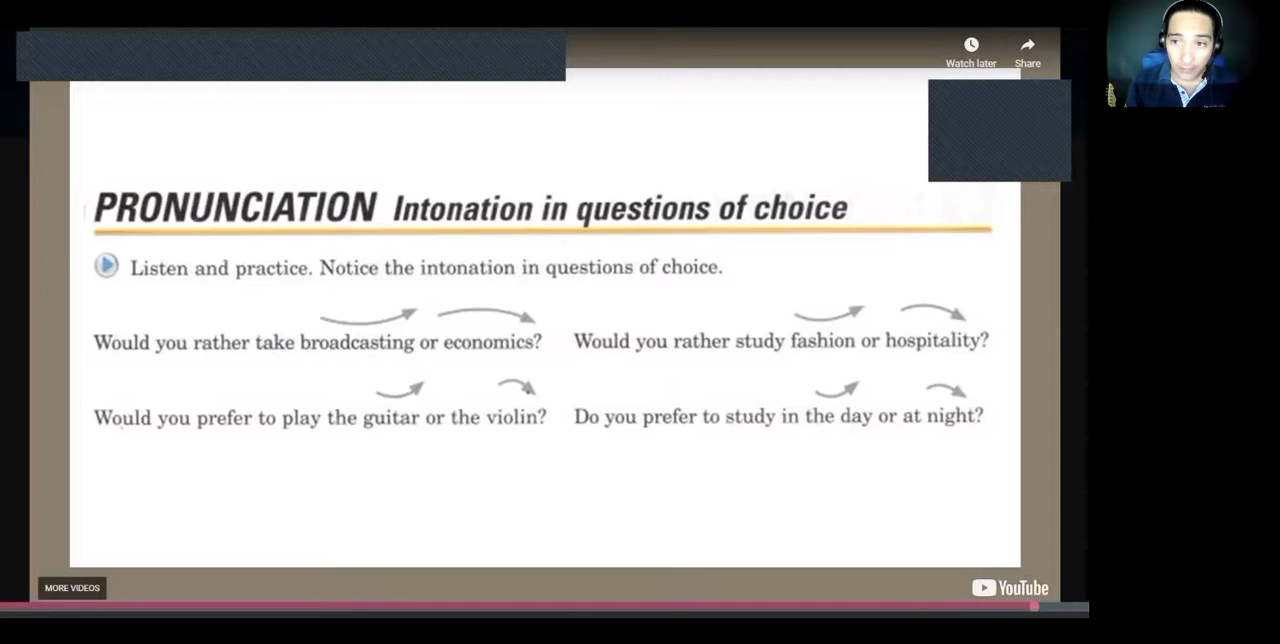 Watch later
Share
PRONUNCIATION Intonation in questions of choice
Listen and practice. Notice the intonation in questions of choice.
Would you rather take broadcasting or economics?
Would you rather study fashion or hospitality?
Would you prefer to play the guitar or the violin?
Do you prefer to study in the day or at night?
MORE VIDEOS
YouTube